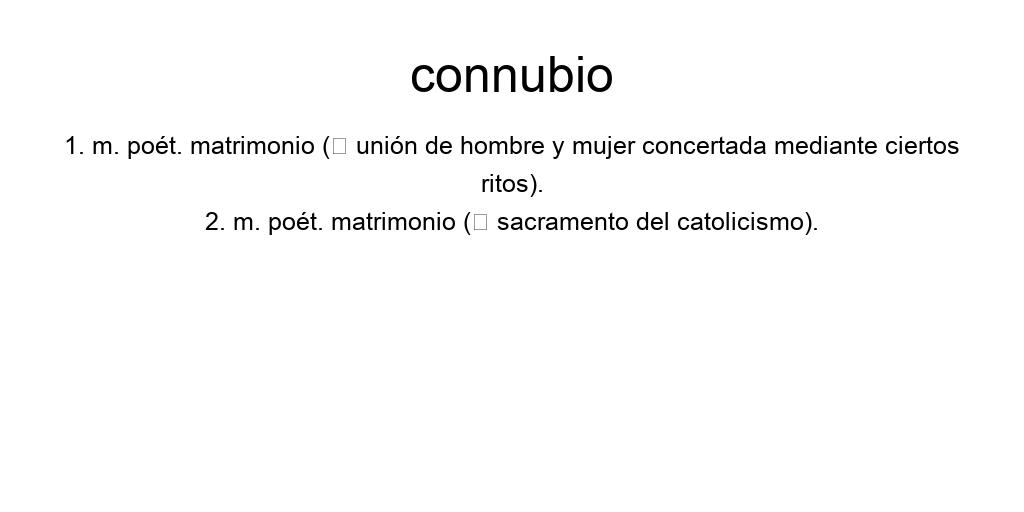 connubio
1. m. poét. matrimonio (▯ unión de hombre y mujer concertada mediante ciertos
ritos).
2. m. poét. matrimonio (▯ sacramento del catolicismo).